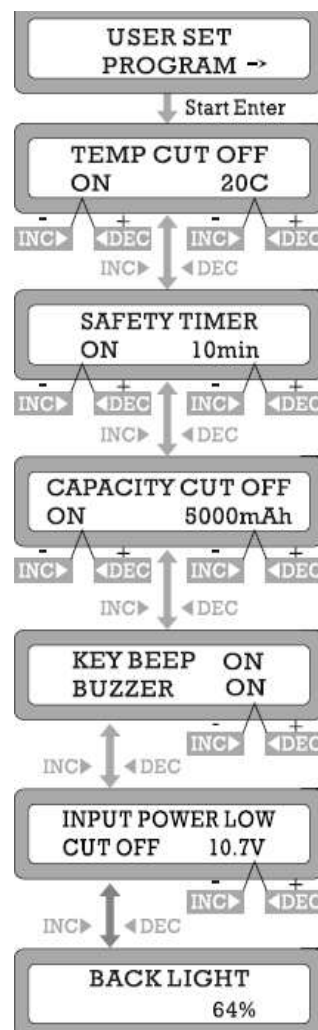 USER SET
PROGRAM ->
Start Enter
TEMP CUT OFF
ON 20C
- + - +
INC▶ ◀DEC INC▶ ◀DEC
INC▶ ◀DEC
SAFETY TIMER
ON 10min
- + - +
INC▶ ◀DEC INC▶ ◀DEC
INC▶ ◀DEC
CAPACITY CUT OFF
ON 5000mAh
- + - +
INC▶ ◀DEC INC▶ ◀DEC
INC▶ ◀DEC
KEY BEEP ON
BUZZER ON
- +
INC▶ ◀DEC
INC▶ ◀DEC
INPUT POWER LOW
CUT OFF 10.7V
- +
INC▶ ◀DEC
INC▶ ◀DEC
BACK LIGHT
64%